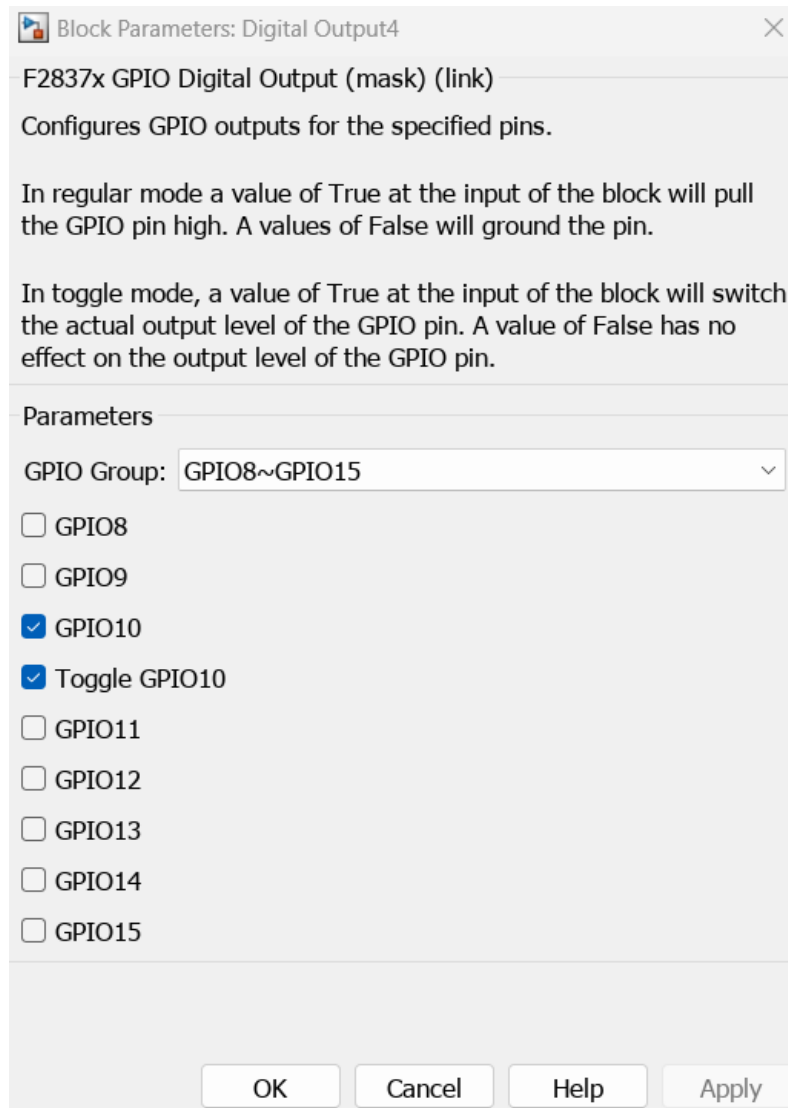 Block Parameters: Digital Output4
F2837x GPIO Digital Output (mask) (link)
Configures GPIO outputs for the specified pins.
In regular mode a value of True at the input of the block will pull
the GPIO pin high. A values of False will ground the pin.
In toggle mode, a value of True at the input of the block will switch
the actual output level of the GPIO pin. A value of False has no
effect on the output level of the GPIO pin.
Parameters
GPIO Group: GPIO8~GPIO15
GPIO8
GPIO9
GPIO10
Toggle GPIO10
GPIO11
GPIO12
GPIO13
GPIO14
GPIO15
OK Cancel Help Apply